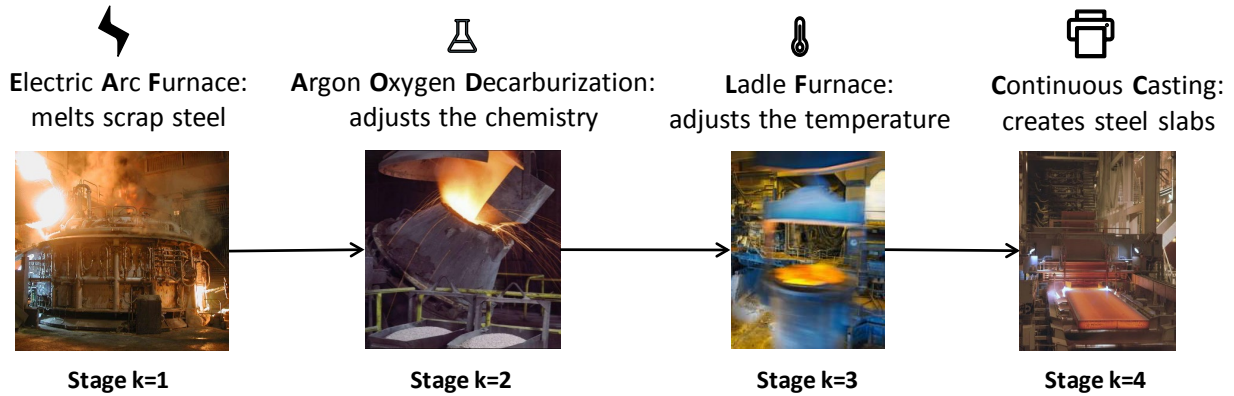 Electric Arc Furnace:
melts scrap steel
Argon Oxygen Decarburization:
adjusts the chemistry
Ladle Furnace:
adjusts the temperature
Continuous Casting:
creates steel slabs
Stage k=1
Stage k=2
Stage k=3
Stage k=4